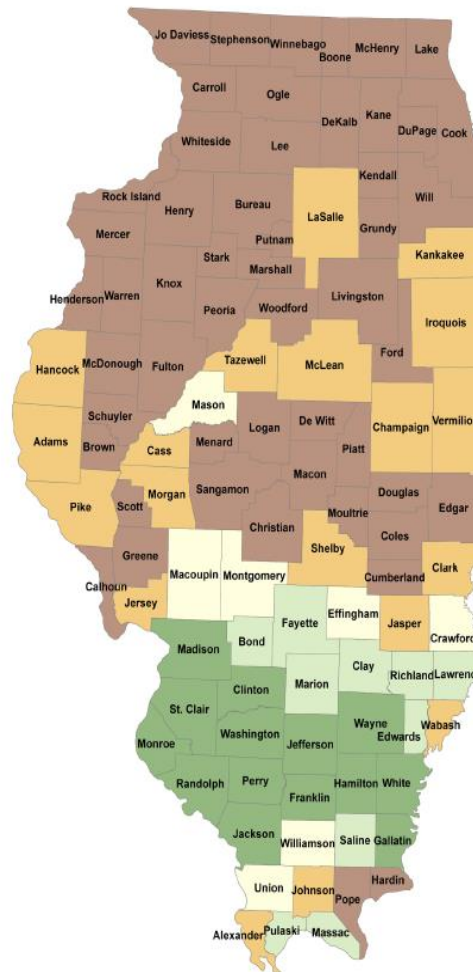 Jo Daviess
Stephenson
Winnebago
Boone
McHenry
Lake
Carroll
Ogle
DeKalb
Kane
DuPage
Cook
Whiteside
Lee
Kendall
Will
Rock Island
Henry
Bureau
LaSalle
Grundy
Mercer
Putnam
Kankakee
Stark
Marshall
Knox
Henderson
Warren
Peoria
Woodford
Livingston
Iroquois
Ford
Hancock
McDonough
Fulton
Tazewell
McLean
Mason
Schuyler
Logan
De Witt
Champaign
Vermilio
Adams
Brown
Cass
Menard
Piatt
Macon
Pike
Scott
Morgan
Sangamon
Douglas
Edgar
Moultrie
Christian
Coles
Greene
Shelby
Macoupin
Montgomery
Cumberland
Clark
Calhoun
Jersey
Effingham
Jasper
Crawford
Fayette
Madison
Bond
Clay
Richland
Lawrenc
Clinton
Marion
St. Clair
Wayne
Edwards
Wabash
Washington
Jefferson
Monroe
Randolph
Perry
Hamilton
White
Franklin
Jackson
Williamson
Saline
Gallatin
Union
Johnson
Pope
Hardin
Alexander
Pulaski
Massac